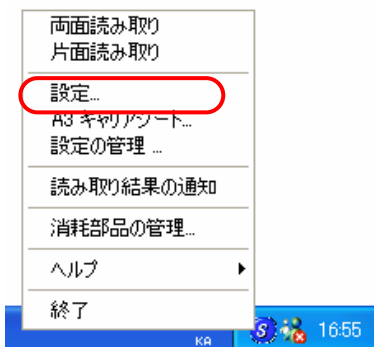 両面読み取り
片面読み取り
設定...
A3 キャリアシート...
設定の管理 ...
読み取り結果の通知
消耗部品の管理...
ヘルプ
終了
KA
S
16:55